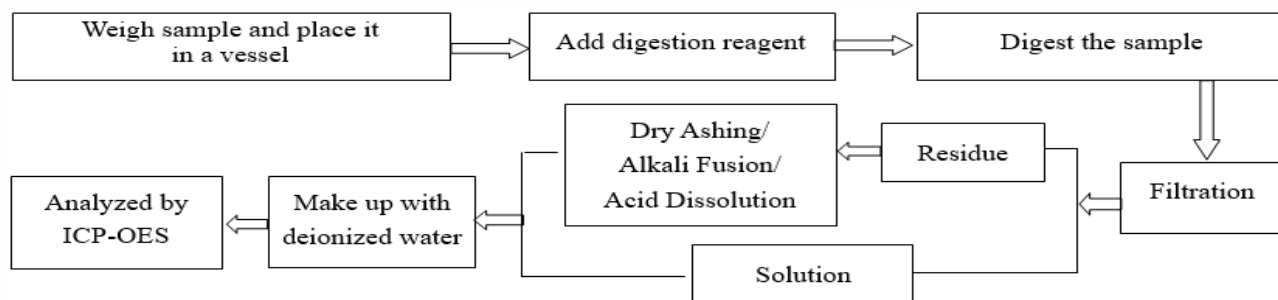 Weigh sample and place it
in a vessel
Add digestion reagent
Digest the sample
Filtration
Residue
Dry Ashing/
Alkali Fusion/
Acid Dissolution
Solution
Make up with
deionized water
Analyzed by
ICP-OES